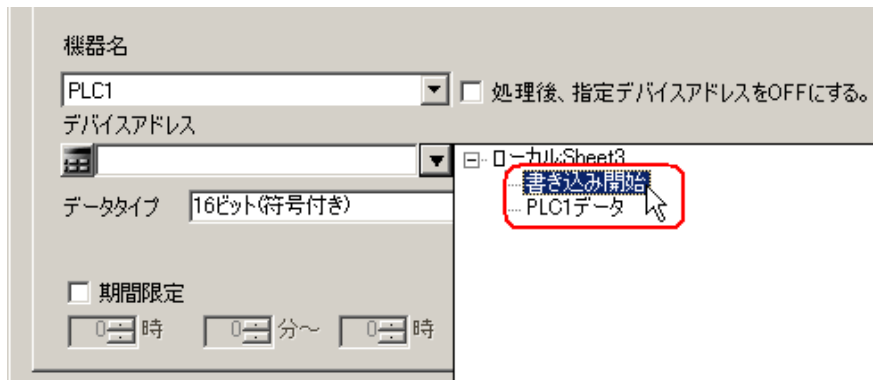 機器名
PLC1
処理後、指定デバイスアドレスをOFFにする。
デバイスアドレス
ローカル:Sheet3
書き込み開始
PLC1データ
データタイプ 16ビット(符号付き)
期間限定
0 時 0 分～ 0 時